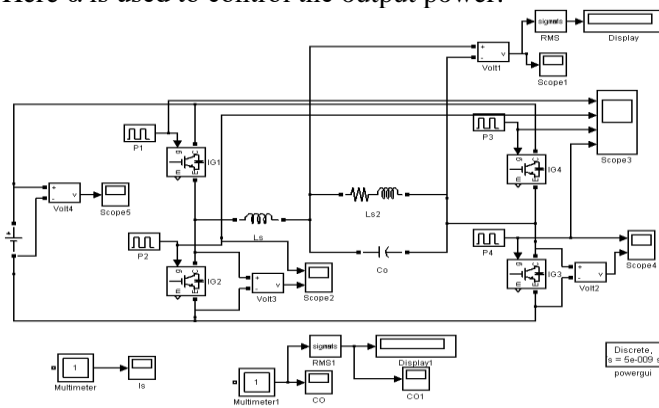 Here α is used to control the output power.
signals
RMS
Display
+
-
v
Volt1
Scope1
P1
g
C
m
E
IG1
P3
g
C
m
E
IG4
Scope3
+
-
v
Volt4
Scope5
Ls
Ls2
Co
P2
g
C
m
E
IG2
+
-
v
Volt3
Scope2
P4
g
C
m
E
IG3
+
-
v
Volt2
Scope4
1
Multimeter
Is
1
Multimeter1
signals
RMS1
Display1
CO
CO1
Discrete,
s = 5e-009 s
powergui